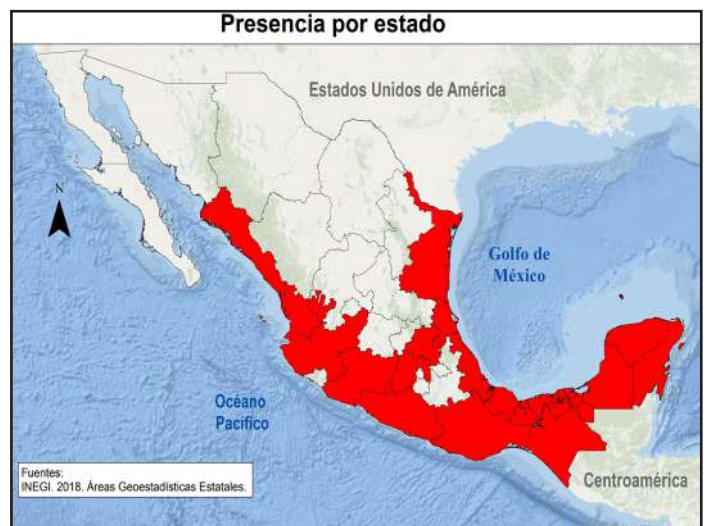 Presencia por estado
Estados Unidos de América
N
Golfo de
México
Océano
Pacífico
Centroamérica
Fuentes:
INEGI. 2018. Áreas Geoestadísticas Estatales.